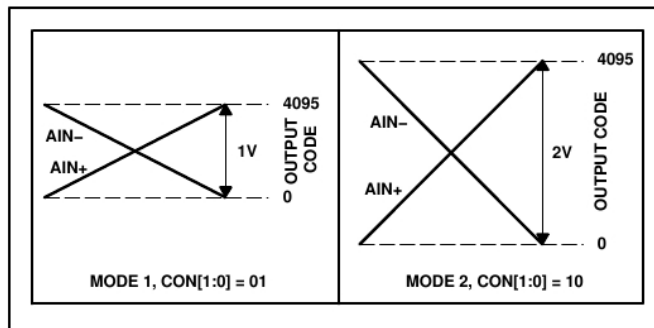 4095
AIN−
AIN+
1V
OUTPUT
CODE
0
MODE 1, CON[1:0] = 01
4095
AIN−
AIN+
2V
OUTPUT CODE
0
MODE 2, CON[1:0] = 10